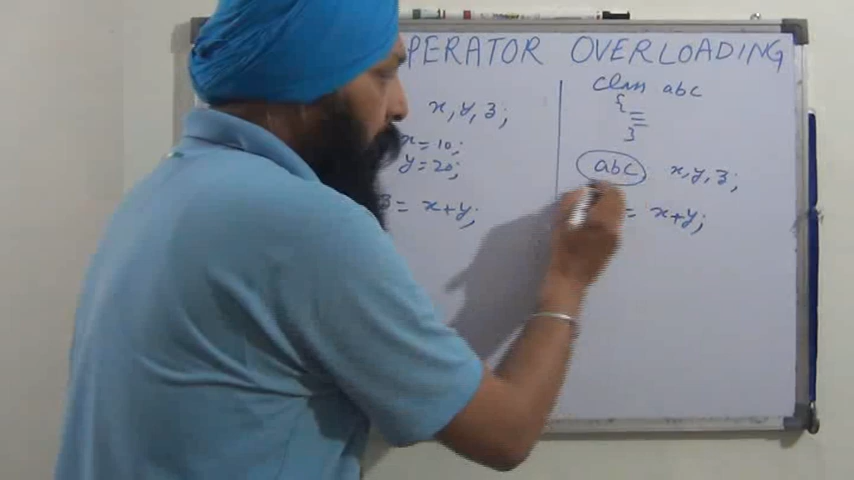 PERATOR OVERLOADING
x, y, z;
x = 10;
y = 20;
z = x+y;
class abc
{
}
abc x, y, z;
= x+y;